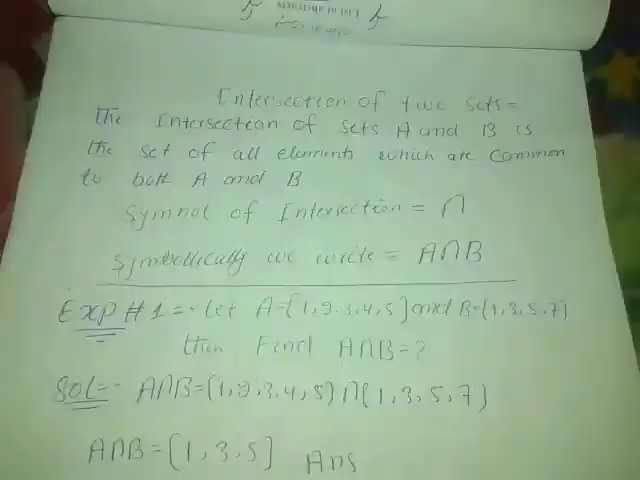 Intersection of two sets=
The Intersection of sets A and B is
the set of all elements which are common
to both A and B
Symnol of Intersection = ∩
Symbollically we write = A∩B
Exp # 1 =- Let A={1,2,3,4,5} and B={1,3,5,7}
then Find A∩B=?
Sol=- A∩B={1,2,3,4,5}∩{1,3,5,7}
A∩B={1,3,5} Ans